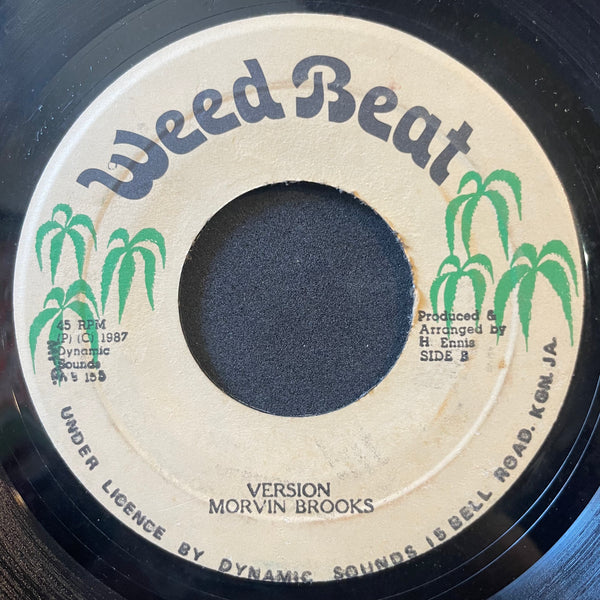 Weed Beat
45 RPM
(P) (C) 1987
Dynamic
Sounds
Produced &
Arranged by
H. Ennis
SIDE B
VERSION
MORVIN BROOKS
MFG. UNDER LICENCE BY DYNAMIC SOUNDS 15 BELL ROAD. KGN. JA.